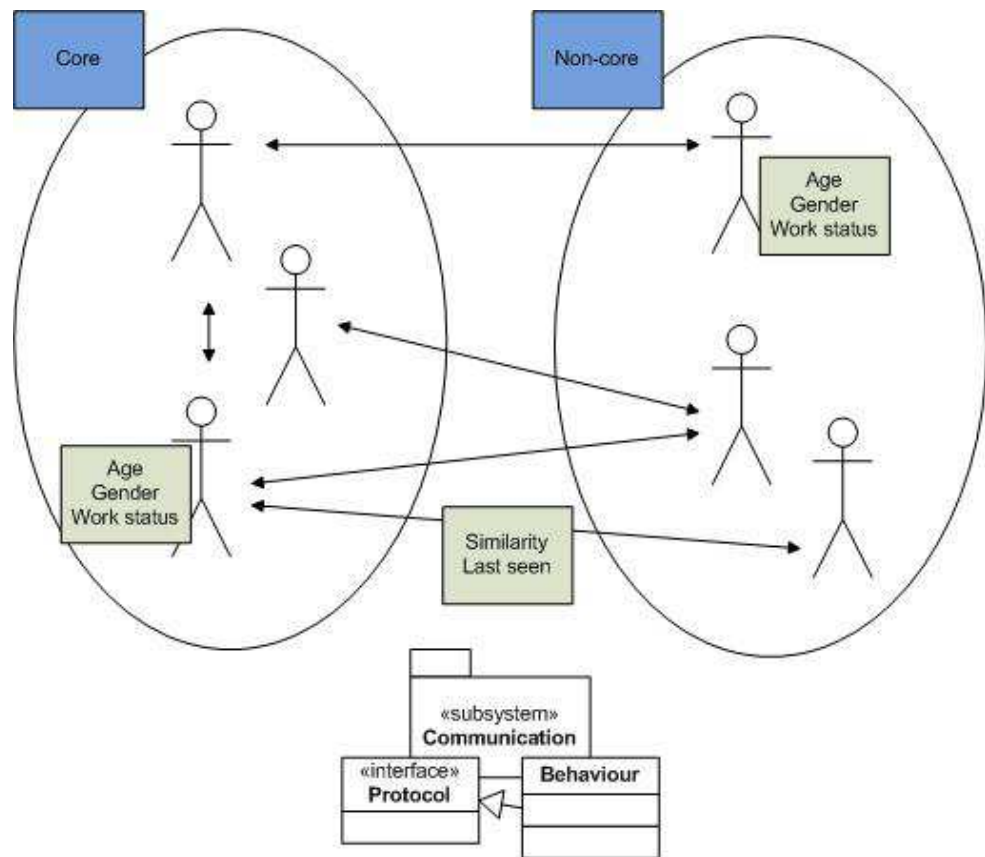 Core
Non-core
Age
Gender
Work status
Age
Gender
Work status
Similarity
Last seen
«subsystem»
Communication
«interface»
Protocol
Behaviour